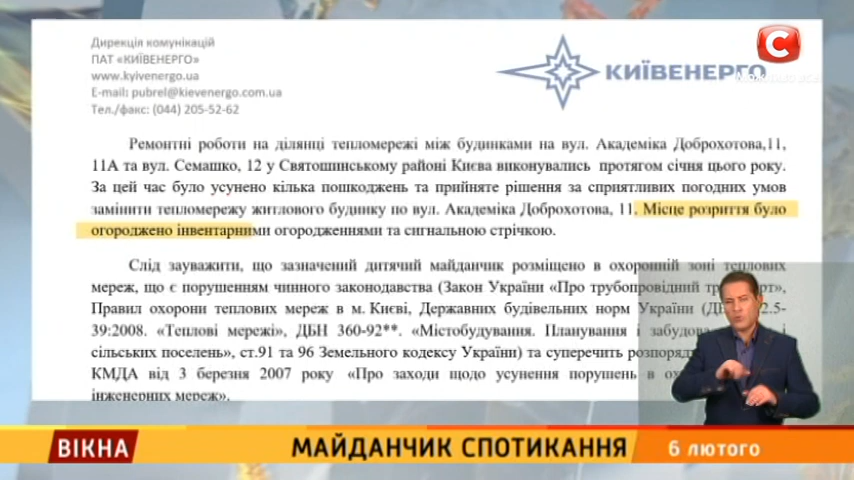 Дирекція комунікацій
ПАТ «КИЇВЕНЕРГО»
www.kyivenergo.ua
E-mail: pubrel@kievenergo.com.ua
Тел./факс: (044) 205-52-62
КИЇВЕНЕРГО
С
Ремонтні роботи на ділянці тепломережі між будинками на вул. Академіка Доброхотова,11,
11А та вул. Семашко, 12 у Святошинському районі Києва виконувались протягом січня цього року.
За цей час було усунено кілька пошкоджень та прийняте рішення за сприятливих погодних умов
замінити тепломережу житлового будинку по вул. Академіка Доброхотова, 11. Місце розриття було
огороджено інвентарними огородженнями та сигнальною стрічкою.
Слід зауважити, що зазначений дитячий майданчик розміщено в охоронній зоні теплових
мереж, що є порушенням чинного законодавства (Закон України «Про трубопровідний
Правил охорони теплових мереж в м. Києві, Державних будівельних норм України
39:2008. «Теплові мережі», ДБН 360-92**. «Містобудування. Планування і забудова
сільських поселень», ст.91 та 96 Земельного кодексу України) та суперечить
КМДА від 3 березня 2007 року «Про заходи щодо усунення порушень в
інженерних мереж».
ВІКНА
МАЙДАНЧИК СПОТИКАННЯ
6 лютого